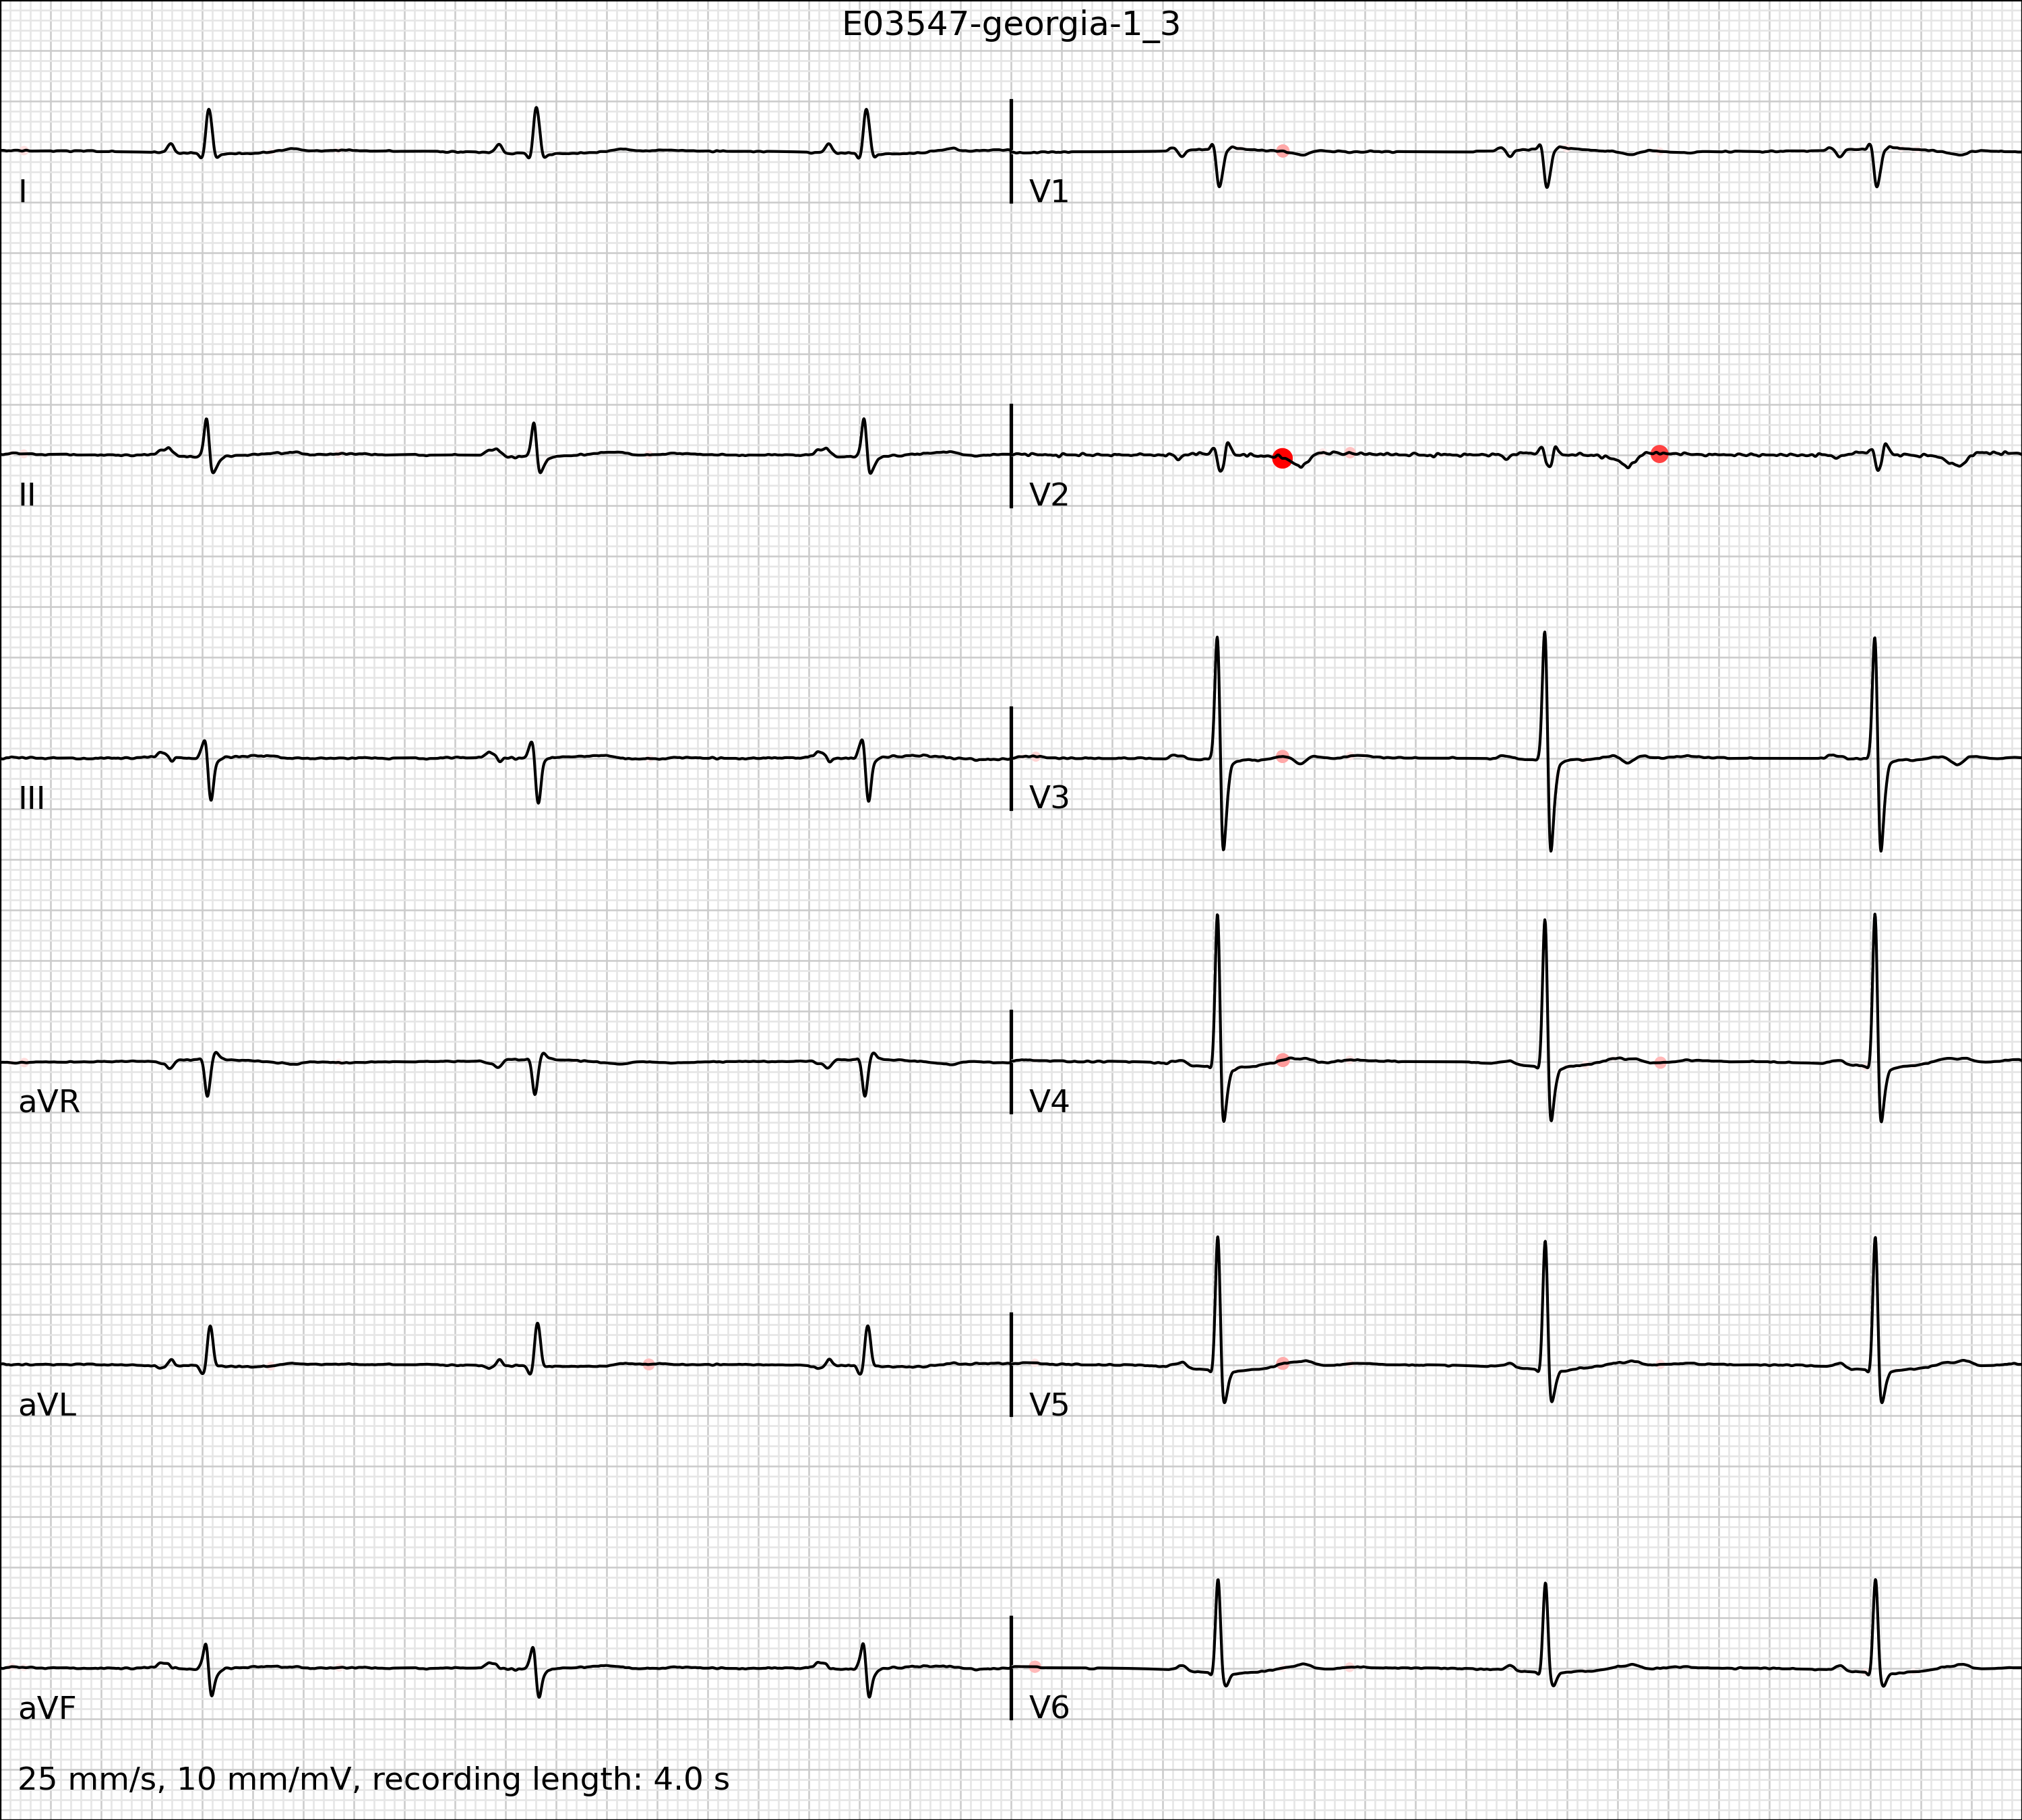 E03547-georgia-1_3
I
V1
II
V2
III
V3
aVR
V4
aVL
V5
aVF
V6
25 mm/s, 10 mm/mV, recording length: 4.0 s